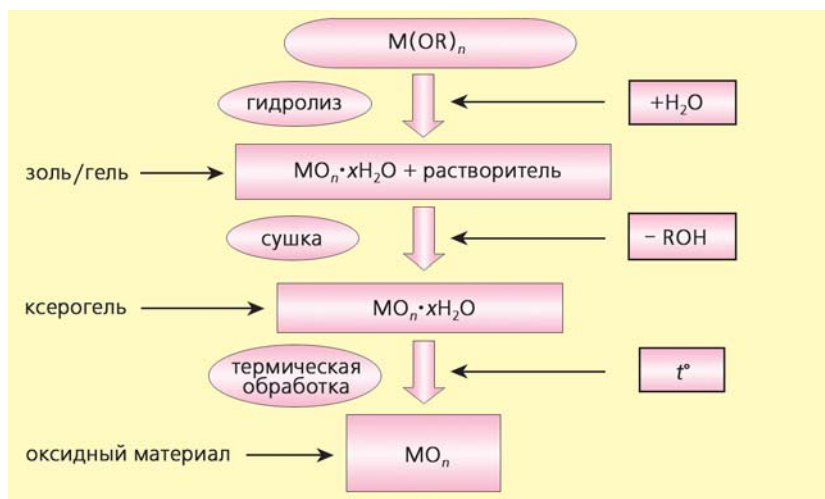 M(OR)ₙ
гидролиз
+H₂O
золь/гель
MOₙ·xH₂O + растворитель
сушка
– ROH
ксерогель
MOₙ·xH₂O
термическая
обработка
t°
оксидный материал
MOₙ